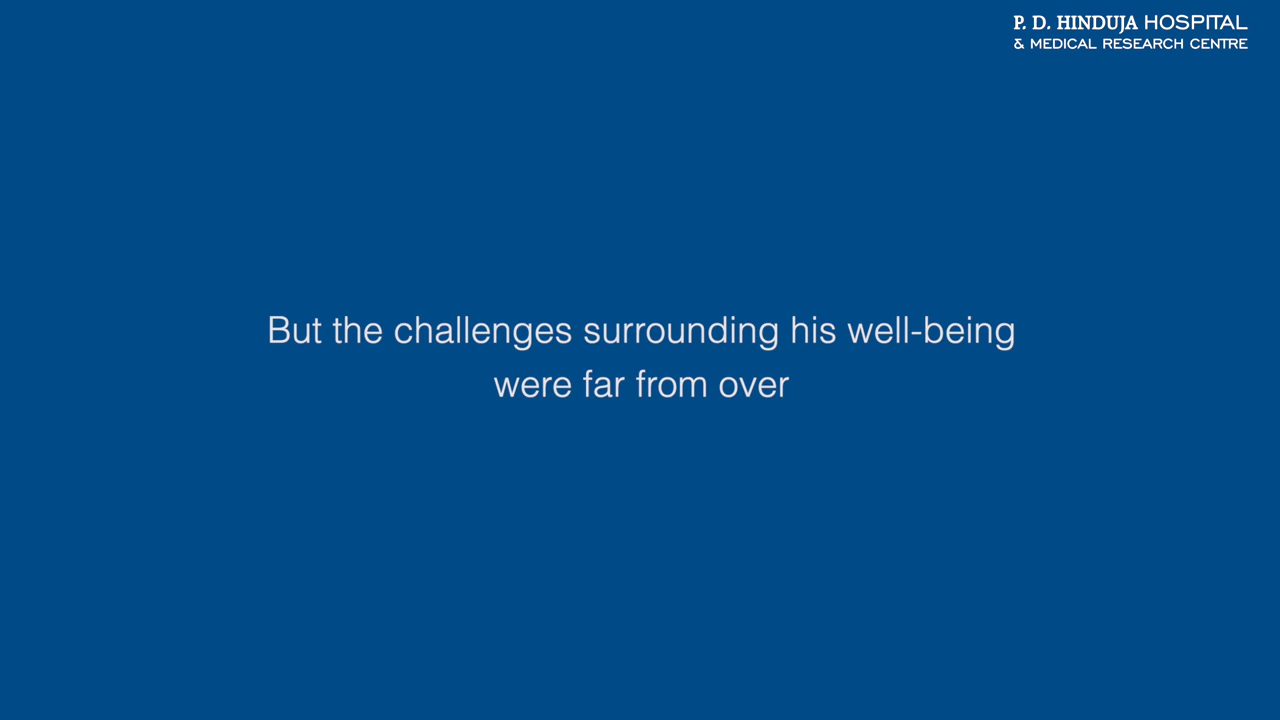 P. D. HINDUJA HOSPITAL
& MEDICAL RESEARCH CENTRE
But the challenges surrounding his well-being
were far from over